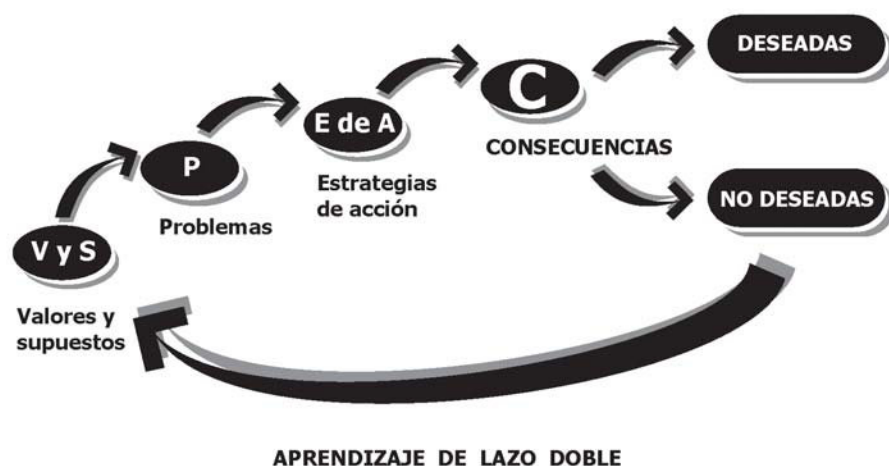 DESEADAS
C
E de A
CONSECUENCIAS
P
Estrategias
de acción
NO DESEADAS
Problemas
V y S
Valores y
supuestos
APRENDIZAJE DE LAZO DOBLE